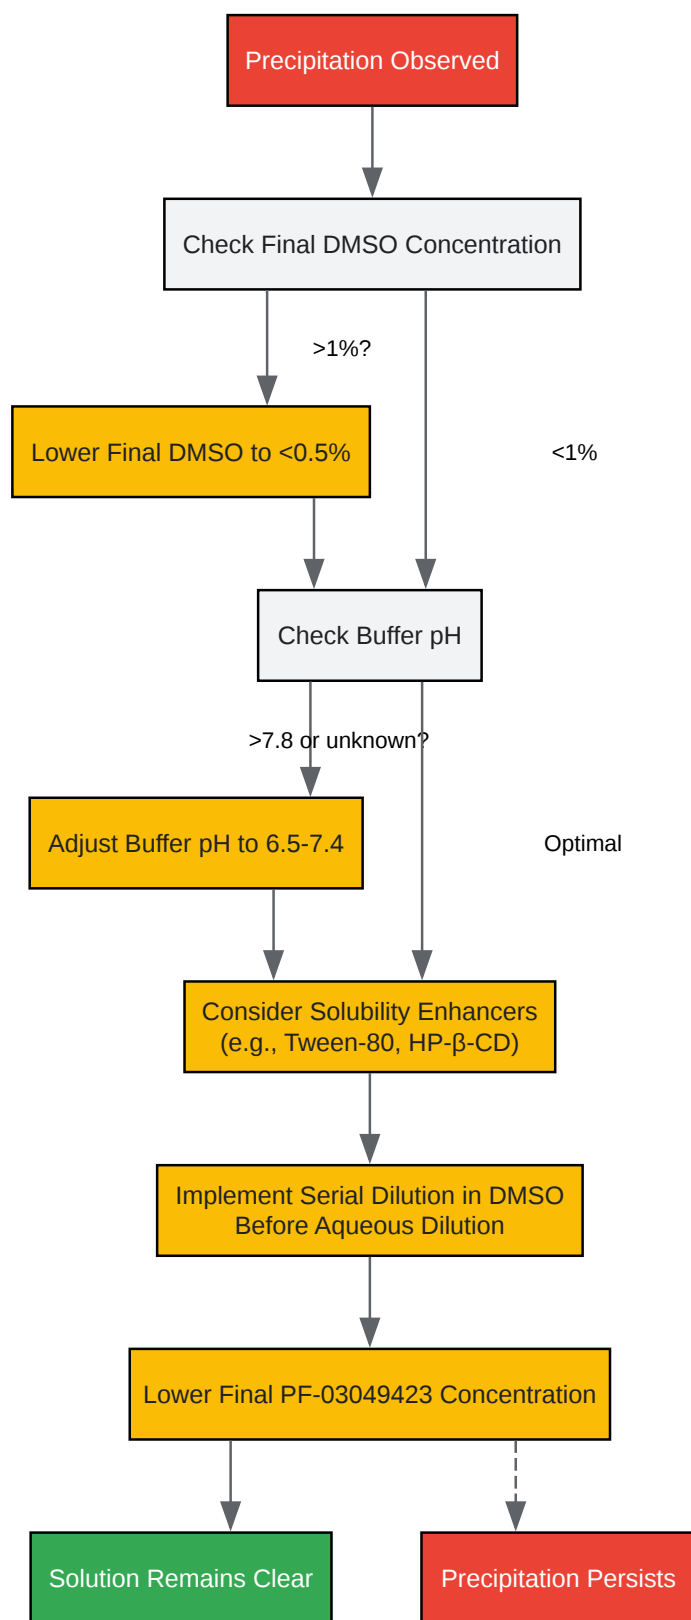 Precipitation Observed
Check Final DMSO Concentration
>1%?
Lower Final DMSO to <0.5%
<1%
Check Buffer pH
>7.8 or unknown?
Adjust Buffer pH to 6.5-7.4
Optimal
Consider Solubility Enhancers
(e.g., Tween-80, HP-β-CD)
Implement Serial Dilution in DMSO
Before Aqueous Dilution
Lower Final PF-03049423 Concentration
Solution Remains Clear
Precipitation Persists